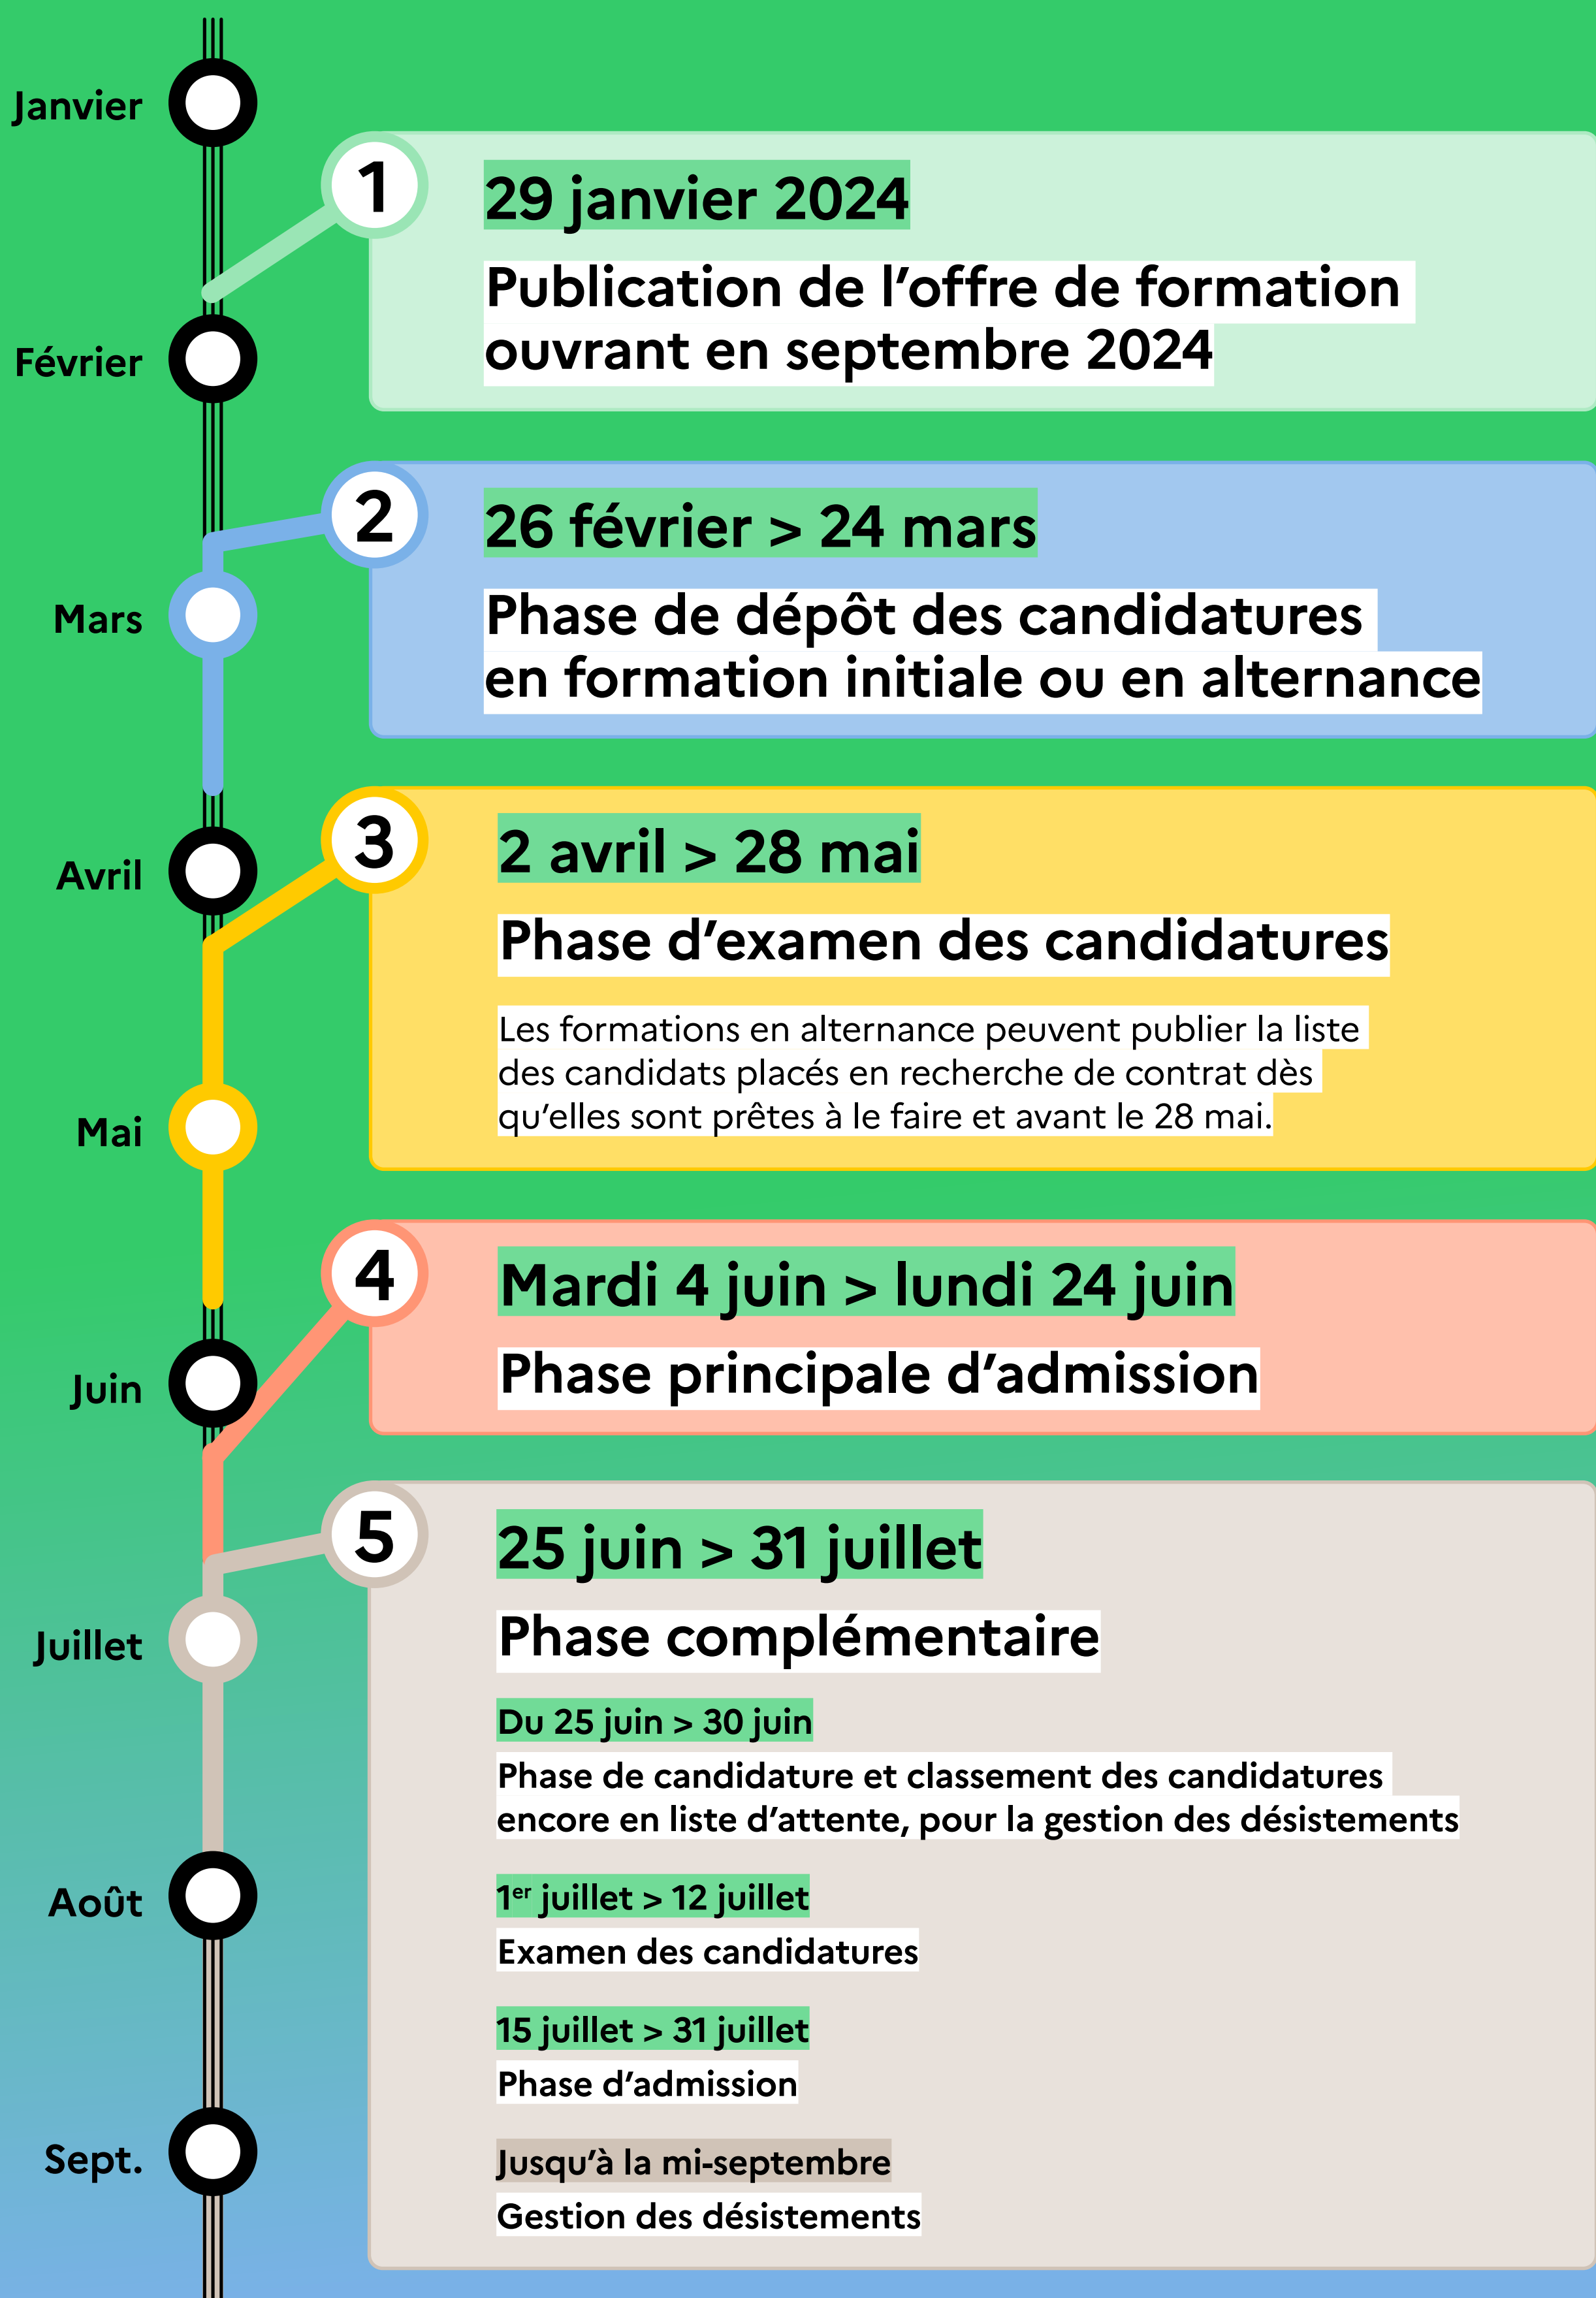 Janvier
1
29 janvier 2024
Publication de l’offre de formation
ouvrant en septembre 2024
Février
2
26 février > 24 mars
Phase de dépôt des candidatures
en formation initiale ou en alternance
Mars
3
2 avril > 28 mai
Phase d’examen des candidatures
Les formations en alternance peuvent publier la liste
des candidats placés en recherche de contrat dès
qu’elles sont prêtes à le faire et avant le 28 mai.
Avril
Mai
4
Mardi 4 juin > lundi 24 juin
Phase principale d’admission
Juin
5
25 juin > 31 juillet
Phase complémentaire
Juillet
Du 25 juin > 30 juin
Phase de candidature et classement des candidatures
encore en liste d’attente, pour la gestion des désistements
Août
1er juillet > 12 juillet
Examen des candidatures
15 juillet > 31 juillet
Phase d’admission
Sept.
Jusqu’à la mi-septembre
Gestion des désistements